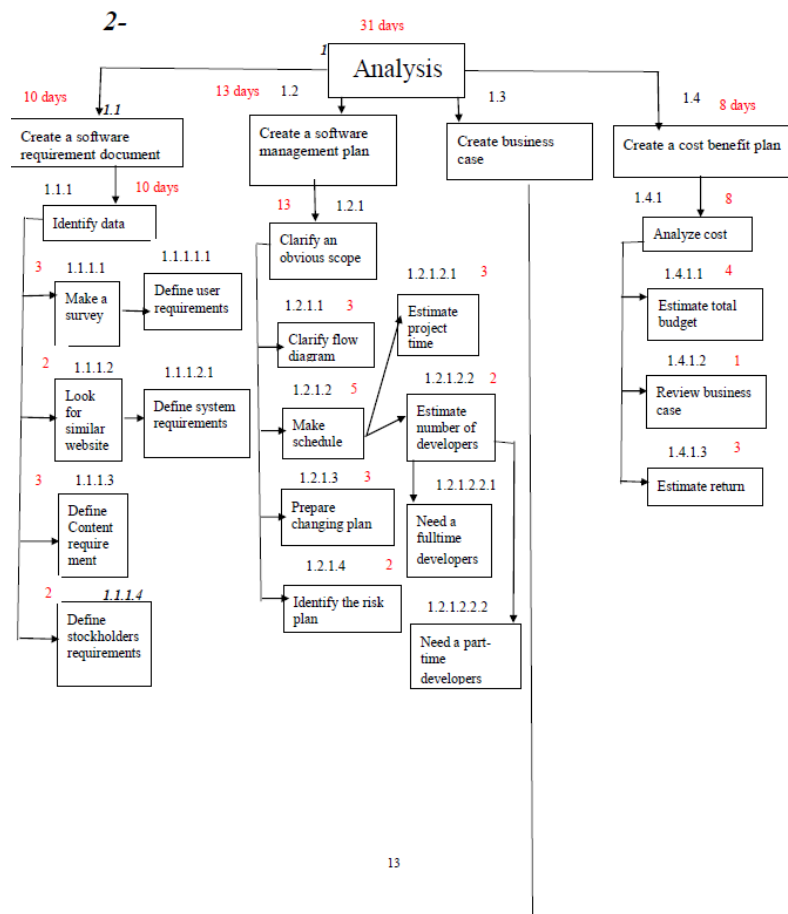 2-
31 days
1
Analysis
10 days
1.1
13 days
1.2
1.3
1.4
8 days
Create a software
requirement document
Create a software
management plan
Create business
case
Create a cost benefit plan
1.1.1
10 days
Identify data
13
1.2.1
Clarify an
obvious scope
1.4.1
8
Analyze cost
3
1.1.1.1
Make a
survey
1.1.1.1.1
Define user
requirements
1.2.1.1
3
Clarify flow
diagram
1.2.1.2.1
3
Estimate
project
time
1.4.1.1
4
Estimate total
budget
2
1.1.1.2
Look
for
similar
website
1.1.1.2.1
Define system
requirements
1.2.1.2
5
Make
schedule
1.2.1.2.2
2
Estimate
number of
developers
1.4.1.2
1
Review business
case
3
1.1.1.3
Define
Content
require
ment
1.2.1.3
3
Prepare
changing plan
1.2.1.2.2.1
Need a
fulltime
developers
1.4.1.3
3
Estimate return
2
1.1.1.4
Define
stockholders
requirements
1.2.1.4
2
Identify the risk
plan
1.2.1.2.2.2
Need a part-
time
developers
13